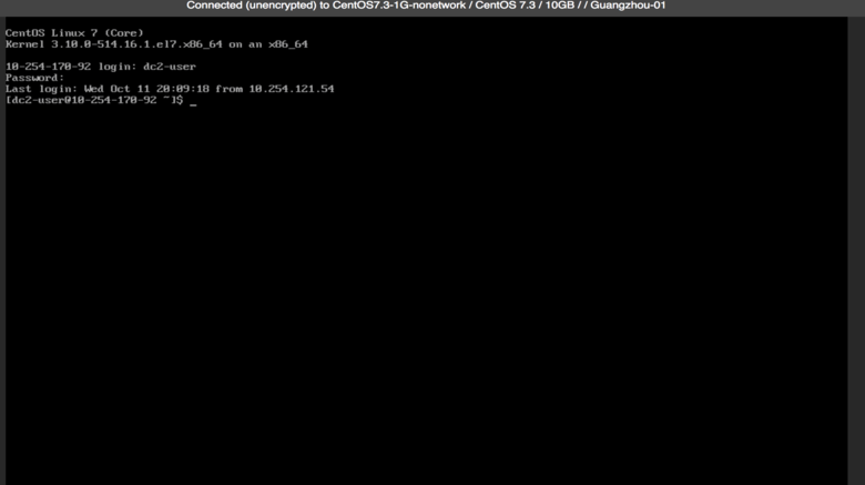 Connected (unencrypted) to CentOS7.3-1G-nonetwork / CentOS 7.3 / 10GB / / Guangzhou-01
CentOS Linux 7 (Core)
Kernel 3.10.0-514.16.1.el7.x86_64 on an x86_64
10-254-170-92 login: dc2-user
Password:
Last login: Wed Oct 11 20:09:18 from 10.254.121.54
[dc2-user@10-254-170-92 ~]$ _